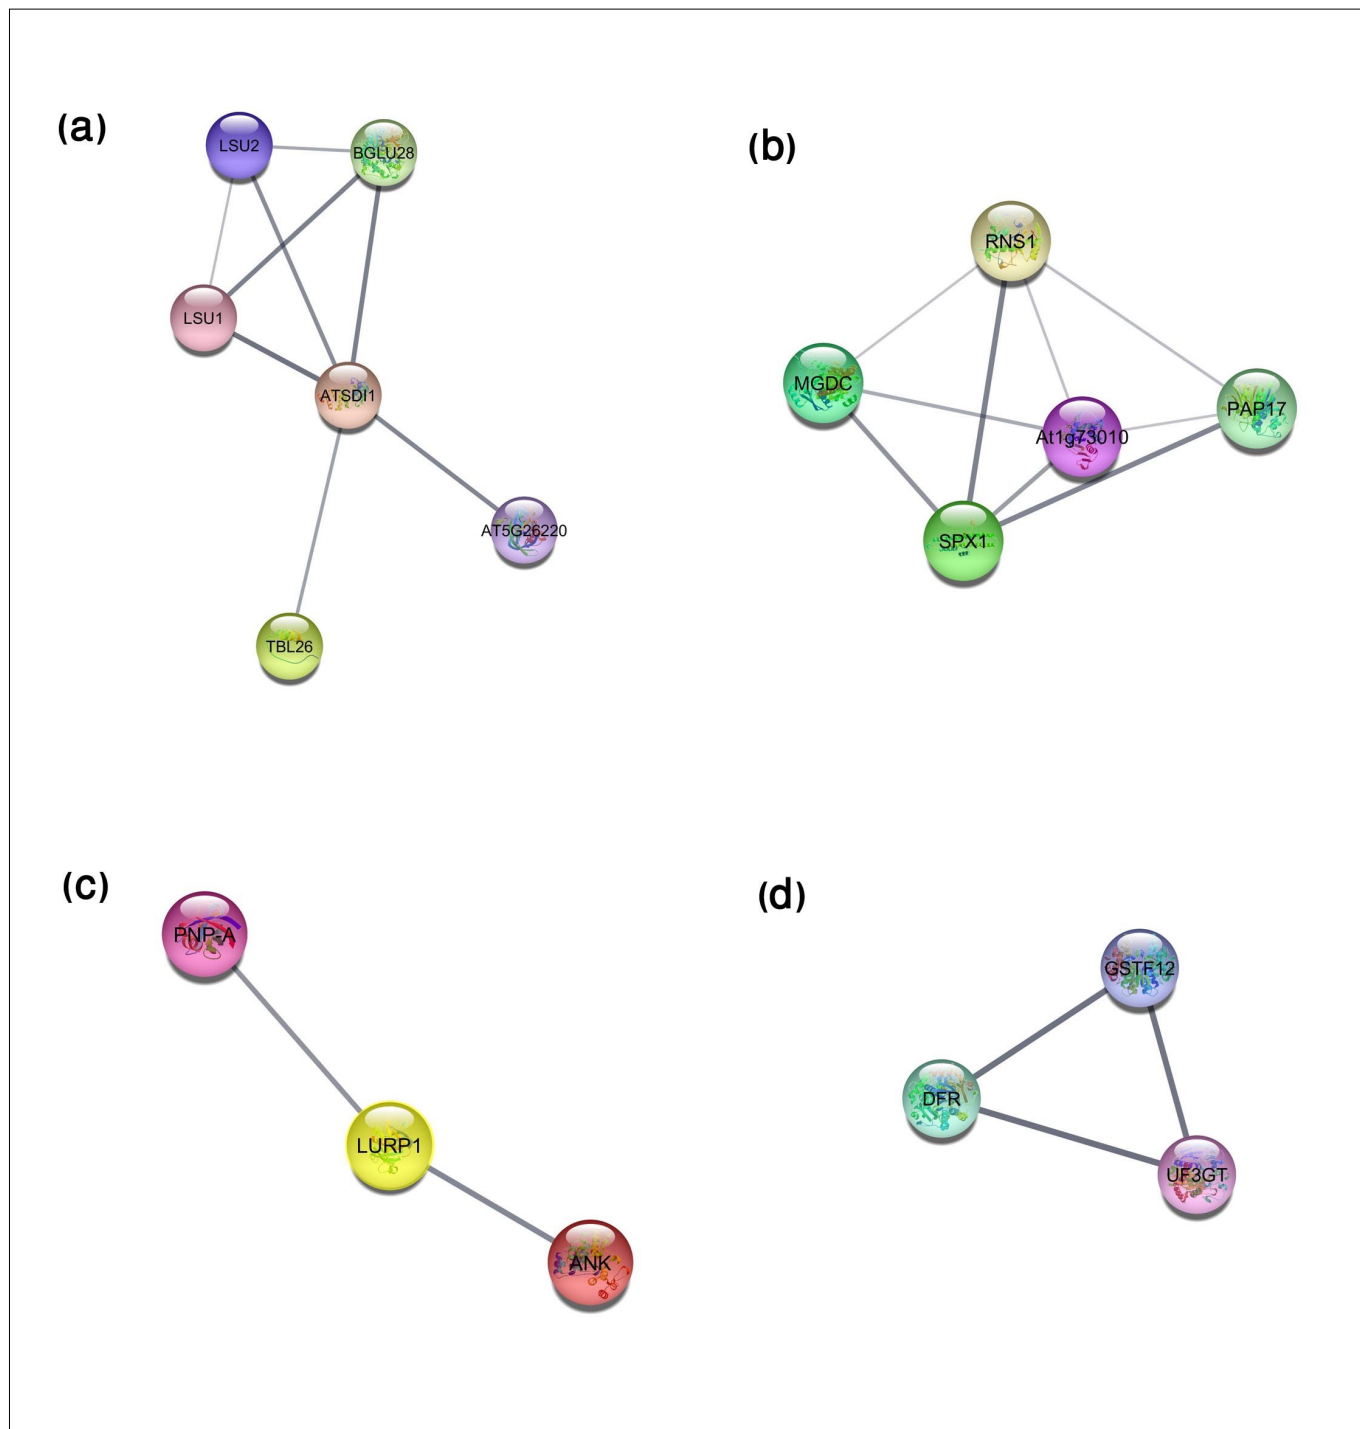 (a)
LSU2
BGLU28
LSU1
ATSDI1
AT5G26220
TBL26
(b)
RNS1
MGDC
PAP17
At1g73010
SPX1
(c)
PNP-A
LURP1
ANK
(d)
GSTF12
DFR
UF3GT